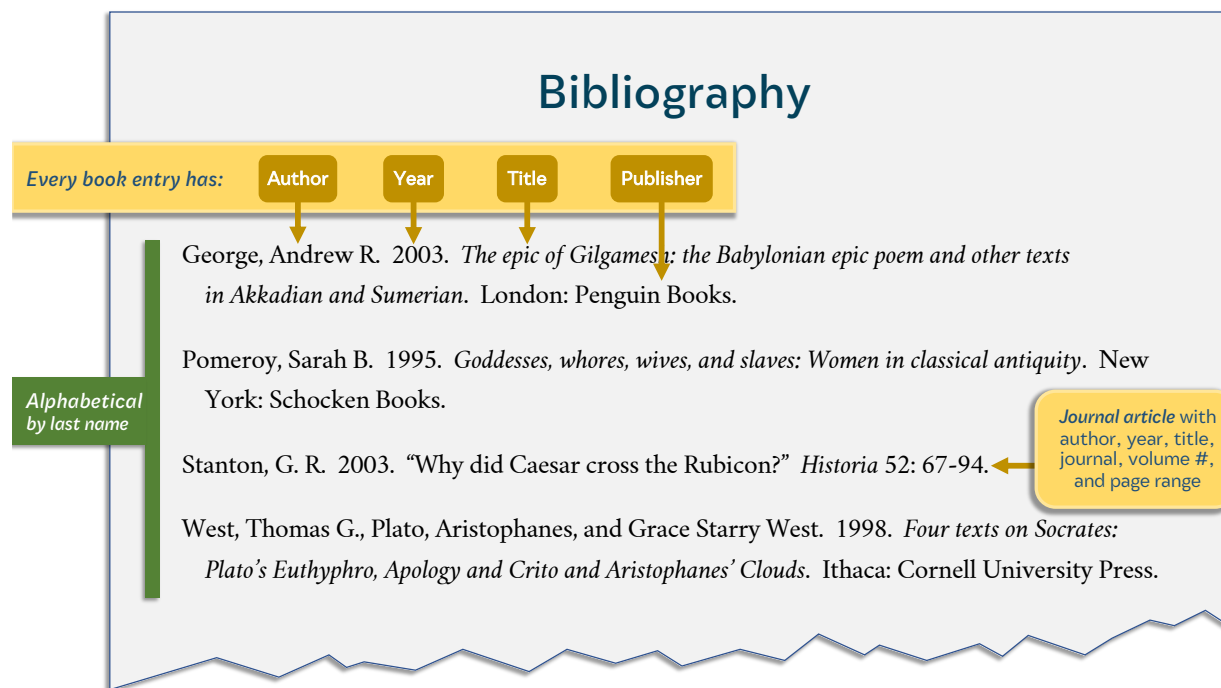 Bibliography
Every book entry has: Author Year Title Publisher
George, Andrew R. 2003. The epic of Gilgamesh: the Babylonian epic poem and other texts
in Akkadian and Sumerian. London: Penguin Books.
Pomeroy, Sarah B. 1995. Goddesses, whores, wives, and slaves: Women in classical antiquity. New
York: Schocken Books.
Alphabetical
by last name
Stanton, G. R. 2003. “Why did Caesar cross the Rubicon?” Historia 52: 67-94.
Journal article with
author, year, title,
journal, volume #,
and page range
West, Thomas G., Plato, Aristophanes, and Grace Starry West. 1998. Four texts on Socrates:
Plato’s Euthyphro, Apology and Crito and Aristophanes’ Clouds. Ithaca: Cornell University Press.